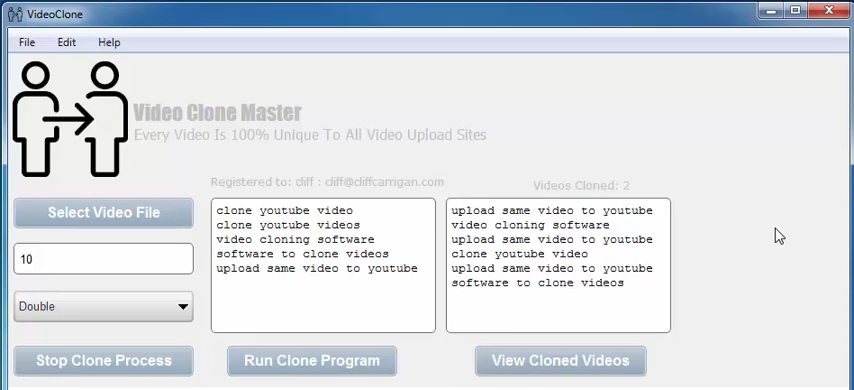 VideoClone
File Edit Help
Video Clone Master
Every Video Is 100% Unique To All Video Upload Sites
Registered to: cliff : cliff@cliffcarrigan.com
Videos Cloned: 2
Select Video File
10
Double
clone youtube video
clone youtube videos
video cloning software
software to clone videos
upload same video to youtube
upload same video to youtube
video cloning software
upload same video to youtube
clone youtube video
upload same video to youtube
software to clone videos
Stop Clone Process
Run Clone Program
View Cloned Videos